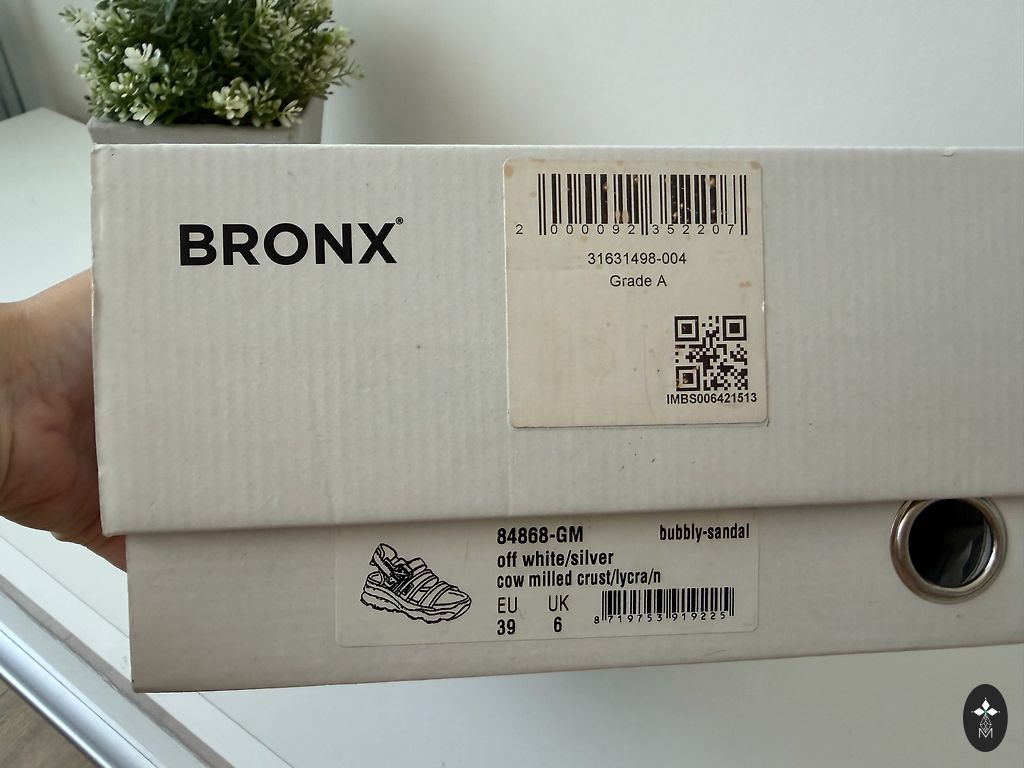 BRONX®
2 000092 352207
31631498-004
Grade A
IMBS006421513
84868-GM bubbly-sandal
off white/silver
cow milled crust/lycra/n
EU UK
39 6
8 719753 919225
M